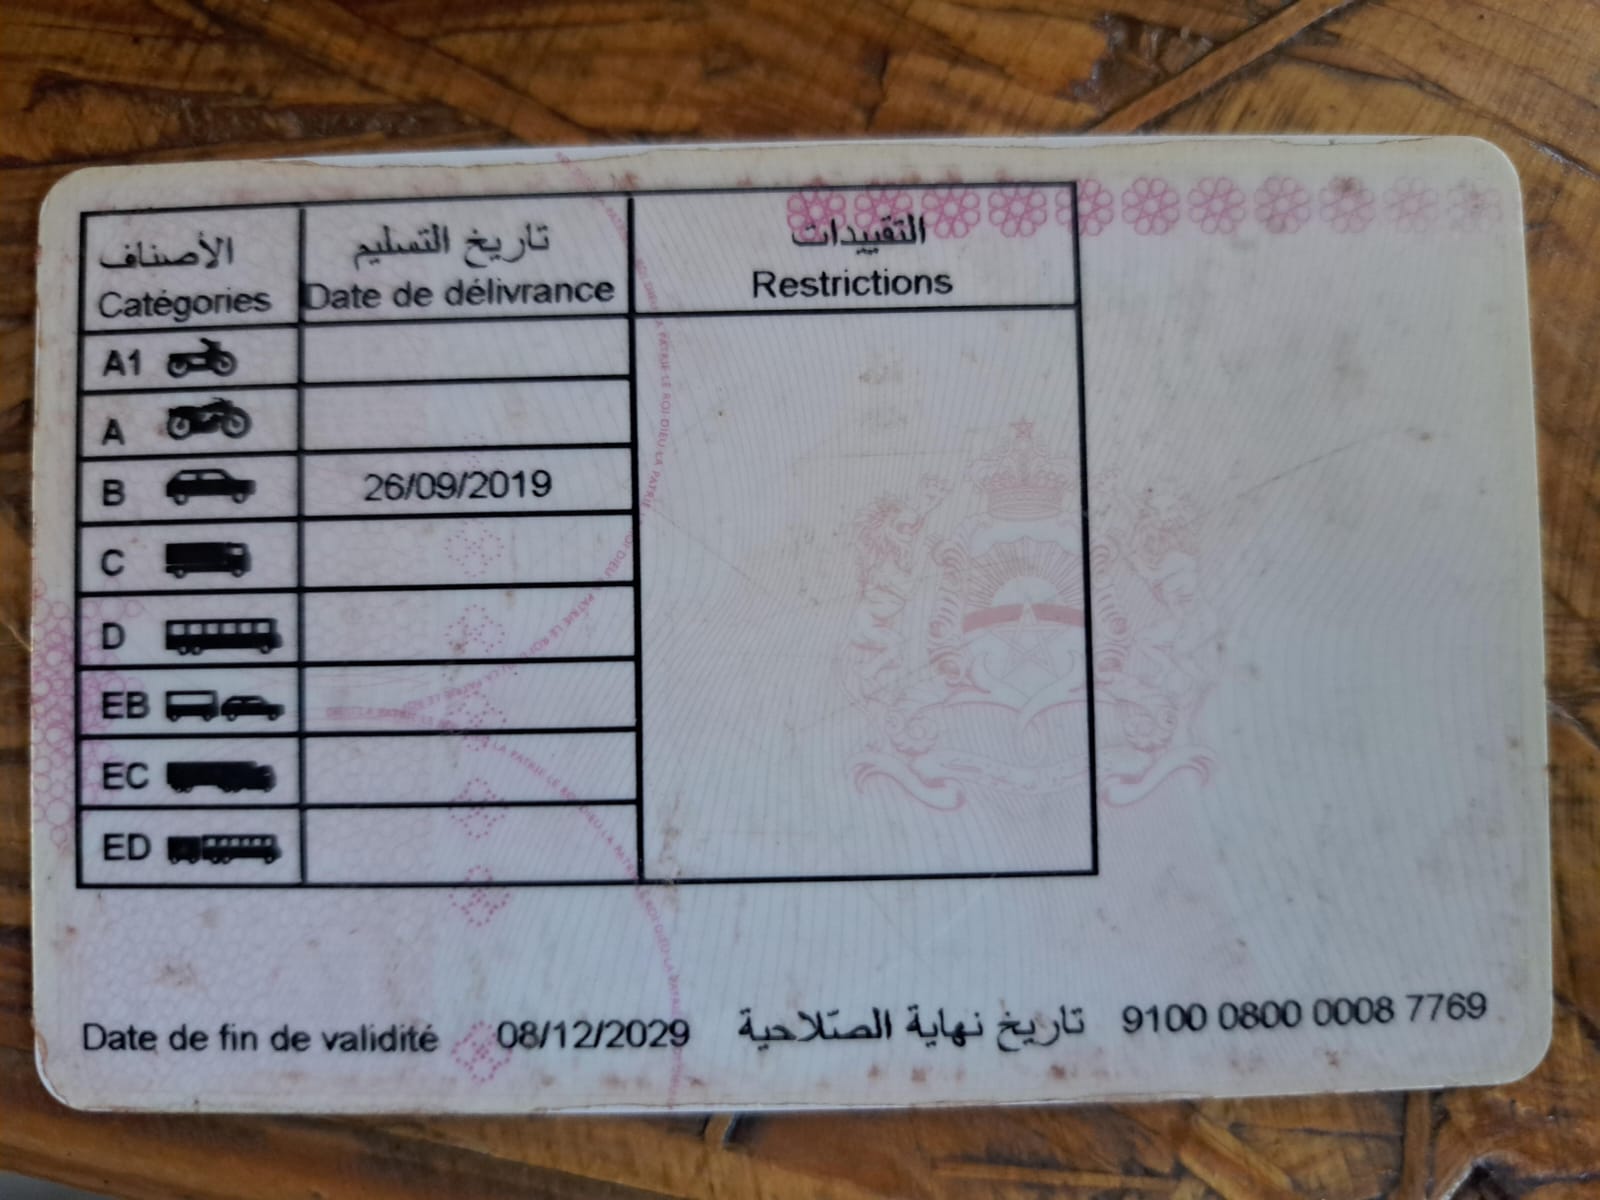 الأصناف
Catégories
تاريخ التسليم
Date de délivrance
التقييدات
Restrictions
A1
A
B 26/09/2019
C
D
EB
EC
ED
Date de fin de validité 08/12/2029 تاريخ نهاية الصتلاحية 9100 0800 0008 7769